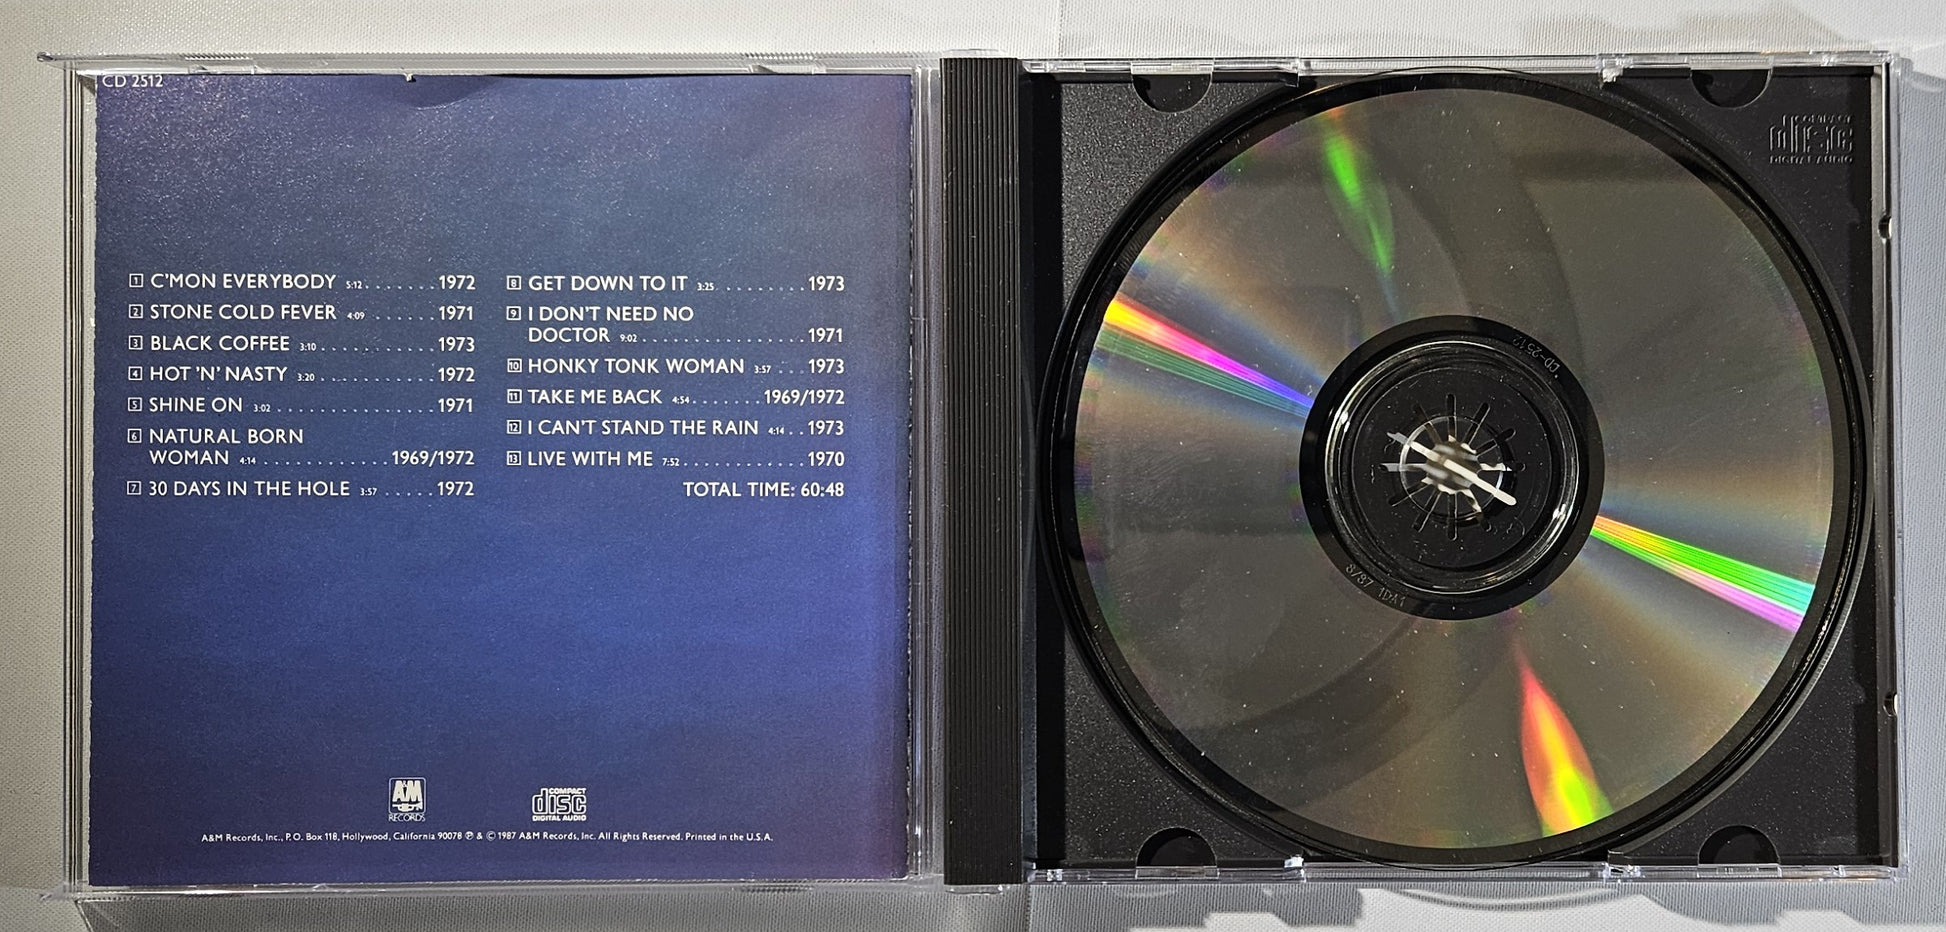 CD 2512
1 C'MON EVERYBODY 5:12.......1972
2 STONE COLD FEVER 4:09 ......1971
3 BLACK COFFEE 3:10...........1973
4 HOT 'N' NASTY 3:20...........1972
5 SHINE ON 3:02...............1971
6 NATURAL BORN
WOMAN 4:14...........1969/1972
7 30 DAYS IN THE HOLE 3:57.....1972
8 GET DOWN TO IT 3:25.........1973
9 I DON'T NEED NO
DOCTOR 9:02................1971
10 HONKY TONK WOMAN 3:57...1973
11 TAKE ME BACK 4:54.......1969/1972
12 I CAN'T STAND THE RAIN 4:14..1973
13 LIVE WITH ME 7:52............1970
TOTAL TIME: 60:48
A&M
RECORDS
COMPACT
disc
DIGITAL AUDIO
A&M Records, Inc., P.O. Box 118, Hollywood, California 90078 ℗ & © 1987 A&M Records, Inc. All Rights Reserved. Printed in the U.S.A.
COMPACT
disc
DIGITAL AUDIO
CD-2512
8/87 1DA1